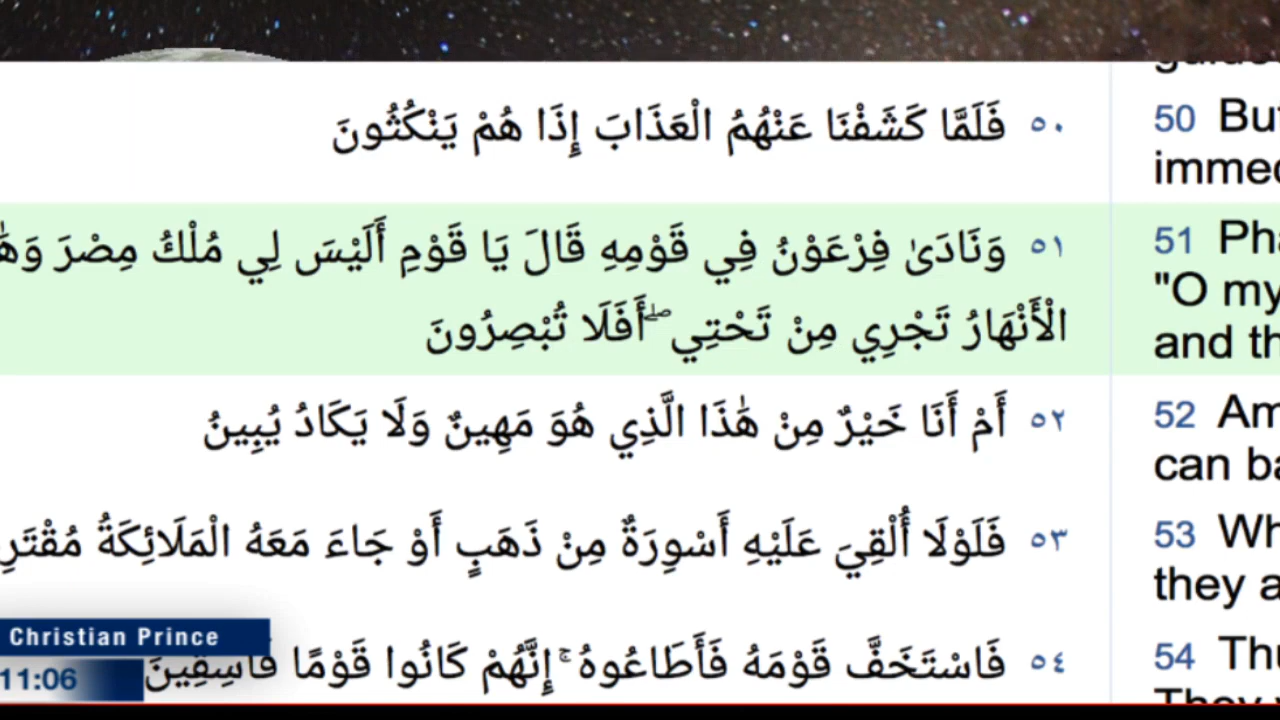 ٥٠ فَلَمَّا كَشَفْنَا عَنْهُمُ الْعَذَابَ إِذَا هُمْ يَنْكُثُونَ
50 But
immed
٥١ وَنَادَىٰ فِرْعَوْنُ فِي قَوْمِهِ قَالَ يَا قَوْمِ أَلَيْسَ لِي مُلْكُ مِصْرَ
51 Pha
"O my
الْأَنْهَارُ تَجْرِي مِنْ تَحْتِي ۖ أَفَلَا تُبْصِرُونَ
and th
٥٢ أَمْ أَنَا خَيْرٌ مِنْ هَٰذَا الَّذِي هُوَ مَهِينٌ وَلَا يَكَادُ يُبِينُ
52 Am
can ba
٥٣ فَلَوْلَا أُلْقِيَ عَلَيْهِ أَسْوِرَةٌ مِنْ ذَهَبٍ أَوْ جَاءَ مَعَهُ الْمَلَائِكَةُ مُقْتَرِ
53 Wh
they a
٥٤ فَاسْتَخَفَّ قَوْمَهُ فَأَطَاعُوهُ ۚ إِنَّهُمْ كَانُوا قَوْمًا فَاسِقِينَ
54 Thu
They
Christian Prince
11:06